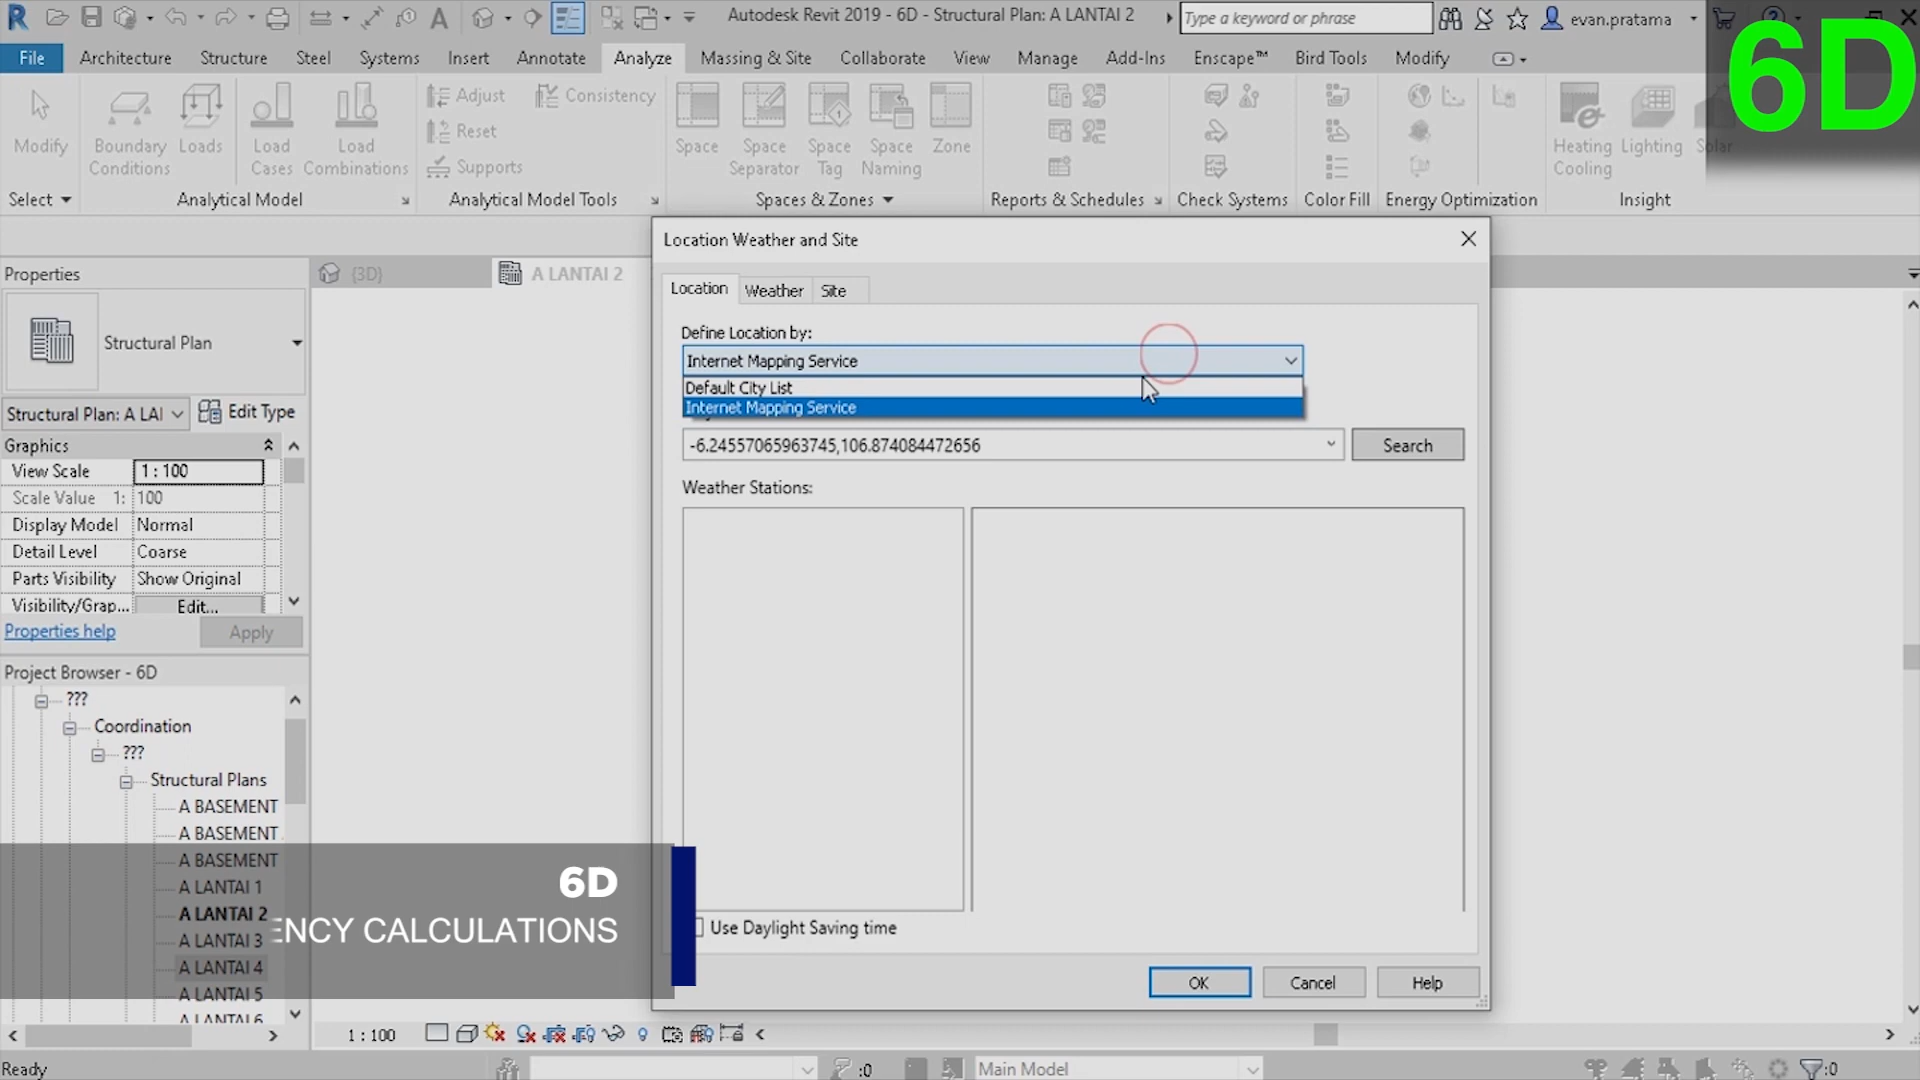 Autodesk Revit 2019 - 6D - Structural Plan: A LANTAI 2
Type a keyword or phrase
evan.pratama
6D
File
Architecture
Structure
Steel
Systems
Insert
Annotate
Analyze
Massing & Site
Collaborate
View
Manage
Add-Ins
Enscape™
Bird Tools
Modify
Modify
Boundary
Conditions
Loads
Load
Cases
Load
Combinations
Adjust
Reset
Supports
Consistency
Space
Space
Separator
Space
Tag
Space
Naming
Zone
Heating
Cooling
Lighting
Solar
Select
Analytical Model
Analytical Model Tools
Spaces & Zones
Reports & Schedules
Check Systems
Color Fill
Energy Optimization
Insight
Properties
Structural Plan
Structural Plan: A LAI
Edit Type
Graphics
View Scale
1 : 100
Scale Value 1:
100
Display Model
Normal
Detail Level
Coarse
Parts Visibility
Show Original
Visibility/Grap...
Edit...
Properties help
Apply
Project Browser - 6D
???
Coordination
???
Structural Plans
A BASEMENT
A BASEMENT
A BASEMENT
A LANTAI 1
A LANTAI 2
A LANTAI 3
A LANTAI 4
A LANTAI 5
A LANTAI 6
{3D}
A LANTAI 2
Location Weather and Site
Location
Weather
Site
Define Location by:
Internet Mapping Service
Default City List
Internet Mapping Service
-6.24557065963745,106.874084472656
Search
Weather Stations:
Use Daylight Saving time
OK
Cancel
Help
6D
ENCY CALCULATIONS
1 : 100
Ready
:0
Main Model
:0